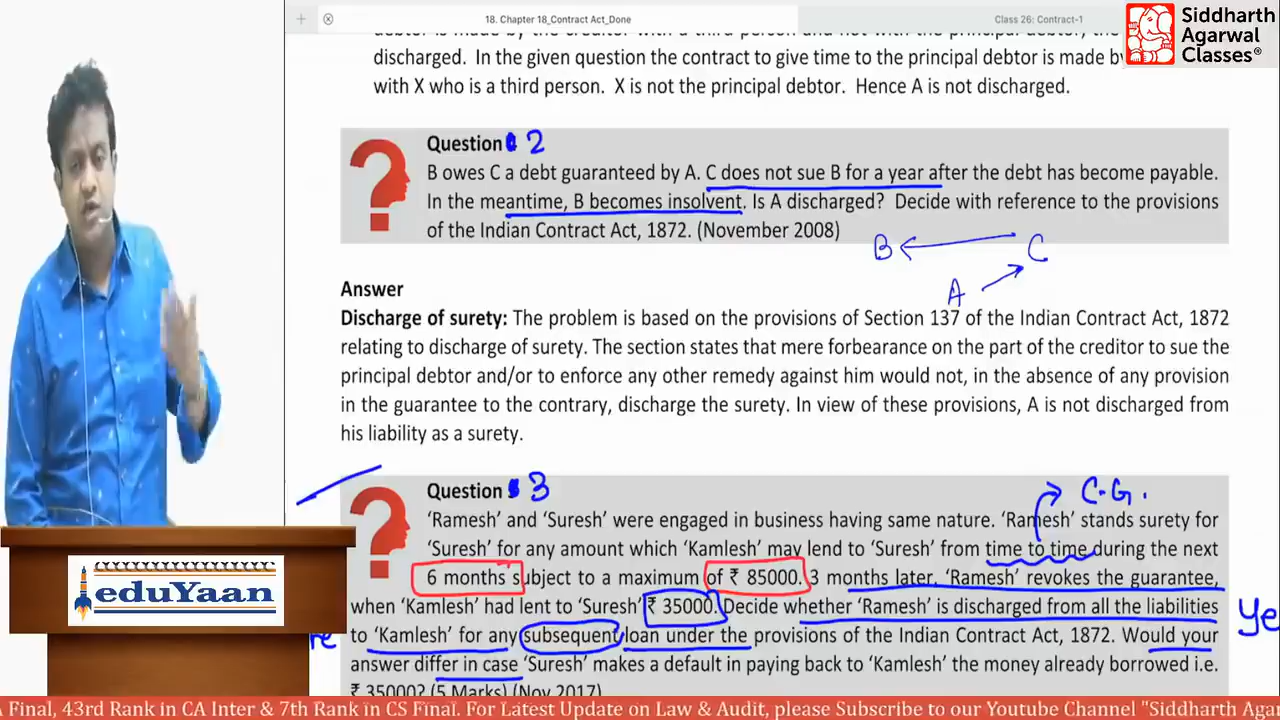 18. Chapter 18_Contract Act_Done
Class 26: Contract-1
Siddharth
Agarwal
Classes®
discharged. In the given question the contract to give time to the principal debtor is made by
with X who is a third person. X is not the principal debtor. Hence A is not discharged.
Question 2
B owes C a debt guaranteed by A. C does not sue B for a year after the debt has become payable.
In the meantime, B becomes insolvent. Is A discharged? Decide with reference to the provisions
of the Indian Contract Act, 1872. (November 2008)
B C
A
Answer
Discharge of surety: The problem is based on the provisions of Section 137 of the Indian Contract Act, 1872
relating to discharge of surety. The section states that mere forbearance on the part of the creditor to sue the
principal debtor and/or to enforce any other remedy against him would not, in the absence of any provision
in the guarantee to the contrary, discharge the surety. In view of these provisions, A is not discharged from
his liability as a surety.
Question 3
C.G.
‘Ramesh’ and ‘Suresh’ were engaged in business having same nature. ‘Ramesh’ stands surety for
‘Suresh’ for any amount which ‘Kamlesh’ may lend to ‘Suresh’ from time to time during the next
6 months subject to a maximum of ₹ 85000. 3 months later, ‘Ramesh’ revokes the guarantee,
when ‘Kamlesh’ had lent to ‘Suresh’ ₹ 35000. Decide whether ‘Ramesh’ is discharged from all the liabilities
Ye
to ‘Kamlesh’ for any subsequent loan under the provisions of the Indian Contract Act, 1872. Would your
answer differ in case ‘Suresh’ makes a default in paying back to ‘Kamlesh’ the money already borrowed i.e.
₹ 35000? (5 Marks) (Nov 2017)
eduYaan
A Final, 43rd Rank in CA Inter & 7th Rank in CS Final. For Latest Update on Law & Audit, please Subscribe to our Youtube Channel "Siddharth Aga